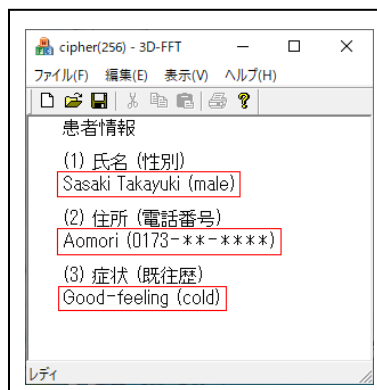 cipher(256) - 3D-FFT
ファイル(F) 編集(E) 表示(V) ヘルプ(H)
患者情報
(1) 氏名 (性別)
Sasaki Takayuki (male)
(2) 住所 (電話番号)
Aomori (0173-**-****)
(3) 症状 (既往歴)
Good-feeling (cold)
レディ